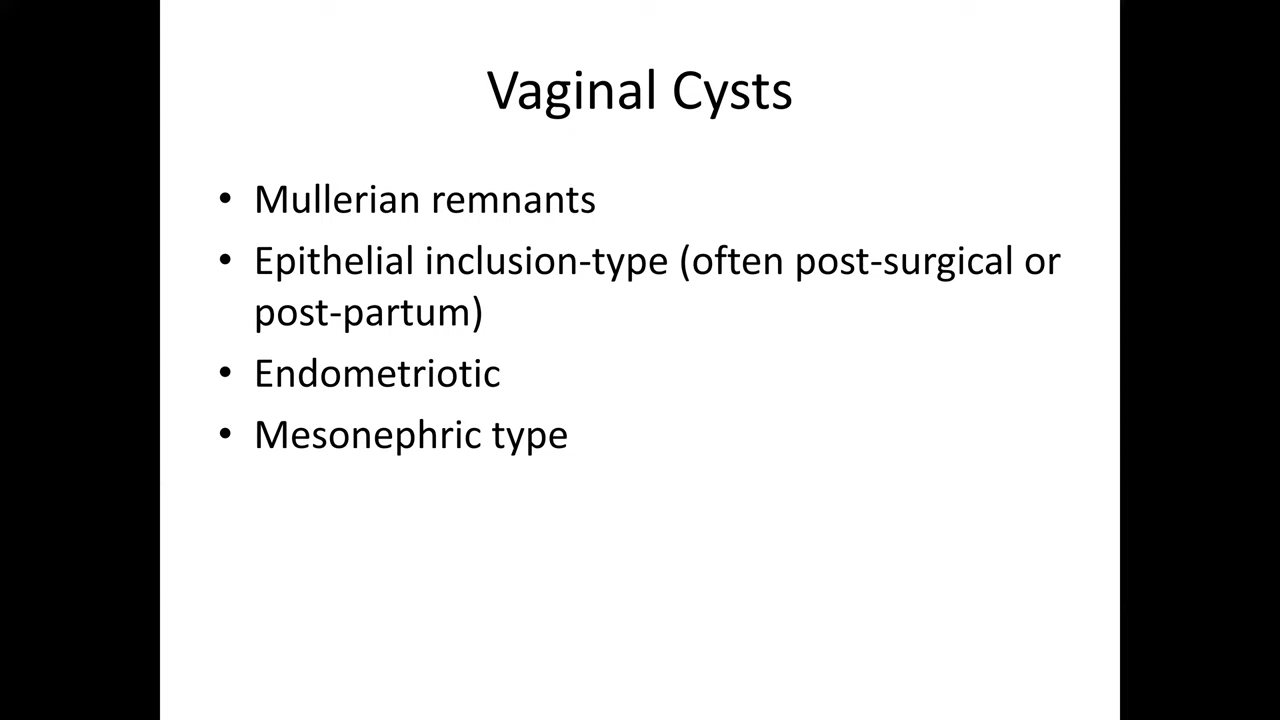 Vaginal Cysts
• Mullerian remnants
• Epithelial inclusion-type (often post-surgical or
post-partum)
• Endometriotic
• Mesonephric type